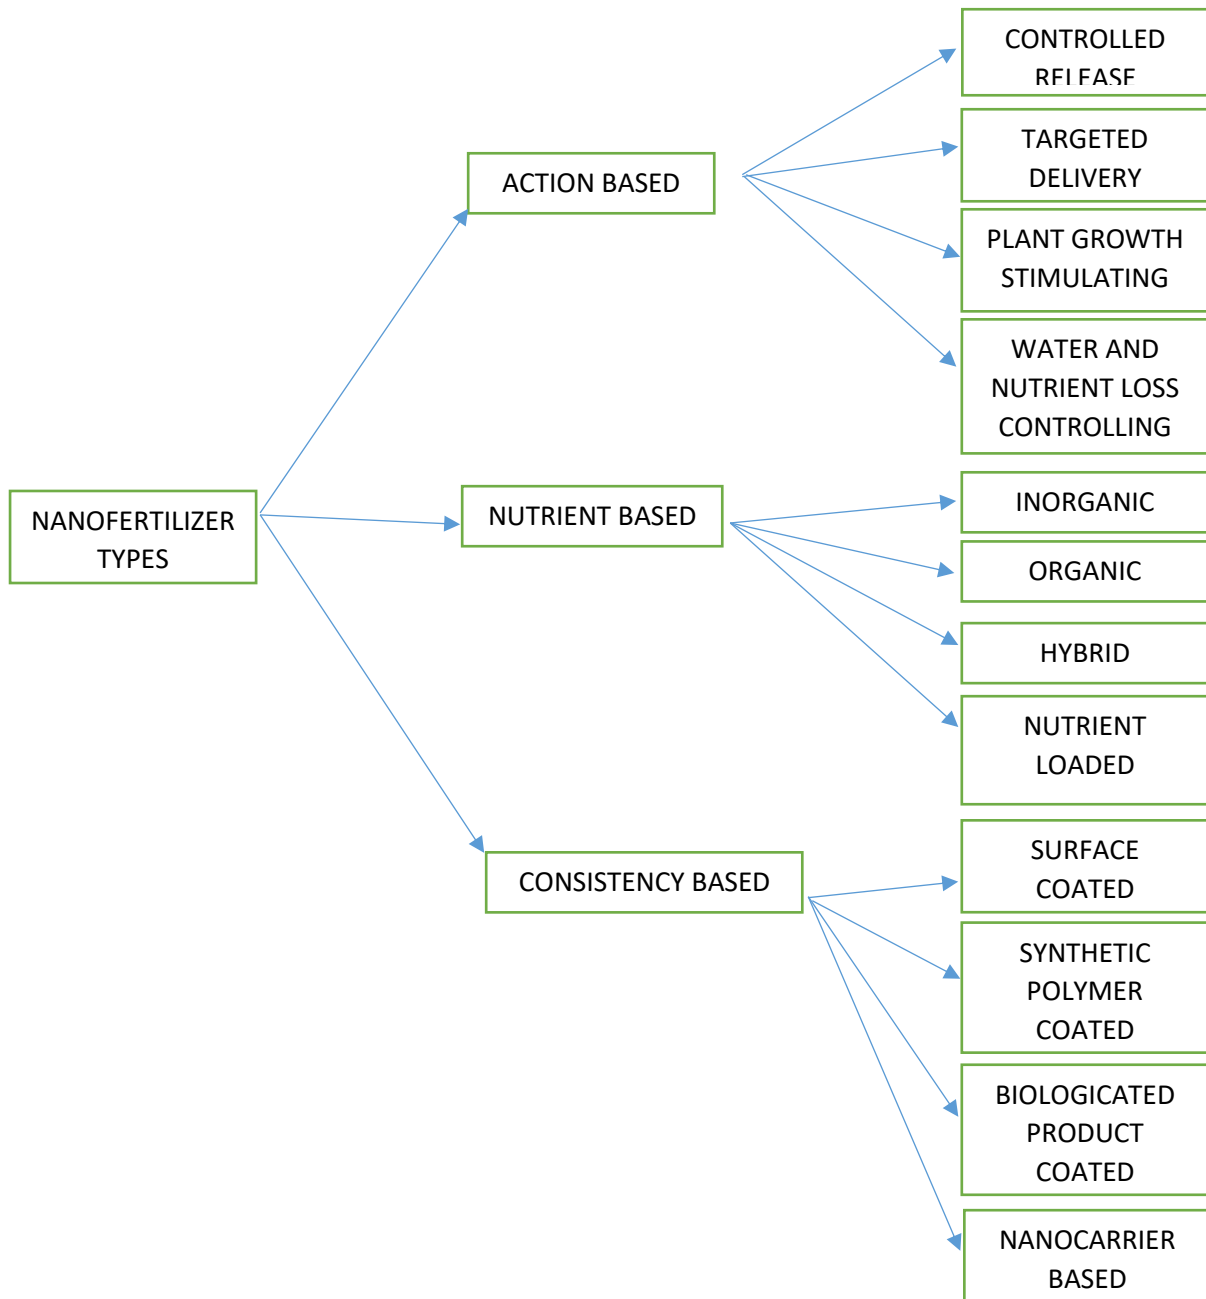 NANOFERTILIZER
TYPES
ACTION BASED
CONTROLLED
RELEASE
TARGETED
DELIVERY
PLANT GROWTH
STIMULATING
WATER AND
NUTRIENT LOSS
CONTROLLING
NUTRIENT BASED
INORGANIC
ORGANIC
HYBRID
NUTRIENT
LOADED
CONSISTENCY BASED
SURFACE
COATED
SYNTHETIC
POLYMER
COATED
BIOLOGICATED
PRODUCT
COATED
NANOCARRIER
BASED